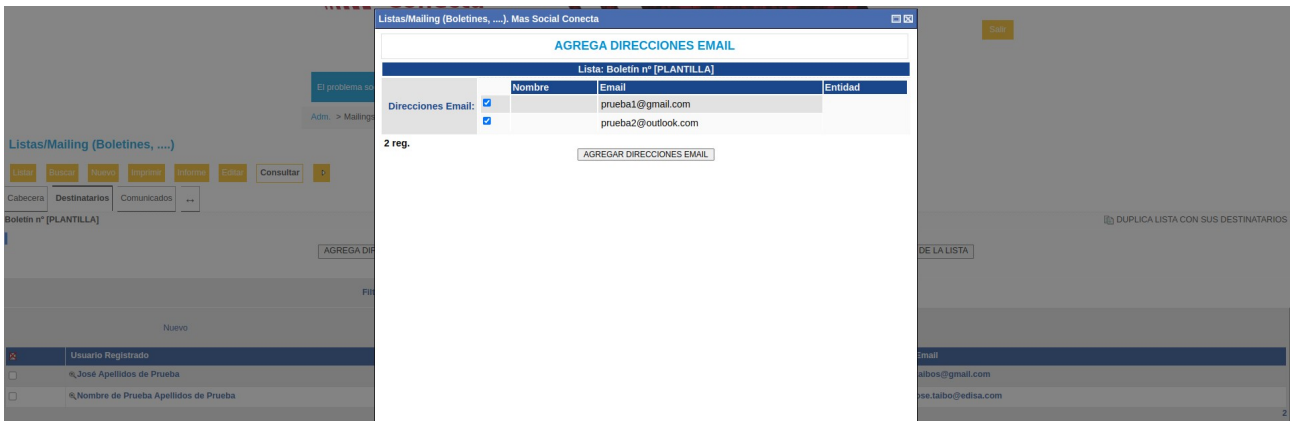 Listas/Mailing (Boletines, ....). Mas Social Conecta
Salir
AGREGA DIRECCIONES EMAIL
Lista: Boletín nº [PLANTILLA]
Nombre Email Entidad
Direcciones Email:
prueba1@gmail.com
prueba2@outlook.com
2 reg.
AGREGAR DIRECCIONES EMAIL
El problema so
Adm. > Mailings
Listas/Mailing (Boletines, ....)
Listar Buscar Nuevo Imprimir Informe Editar Consultar
Cabecera Destinatarios Comunicados ↔
Boletín nº [PLANTILLA]
DUPLICA LISTA CON SUS DESTINATARIOS
AGREGA DIR
DE LA LISTA
Filt
Nuevo
Usuario Registrado Email
José Apellidos de Prueba aibos@gmail.com
Nombre de Prueba Apellidos de Prueba ose.taibo@edisa.com
2